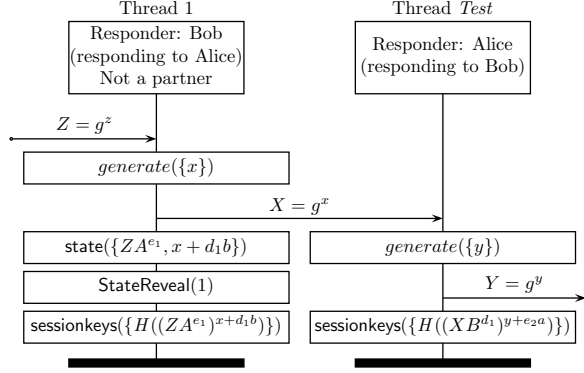 Thread 1
Thread Test
Responder: Bob
(responding to Alice)
Not a partner
Responder: Alice
(responding to Bob)
Z = g^z
generate({x})
X = g^x
state({ZA^{e_1}, x + d_1b})
generate({y})
StateReveal(1)
Y = g^y
sessionkeys({H((ZA^{e_1})^{x+d_1b})})
sessionkeys({H((XB^{d_1})^{y+e_2a})})